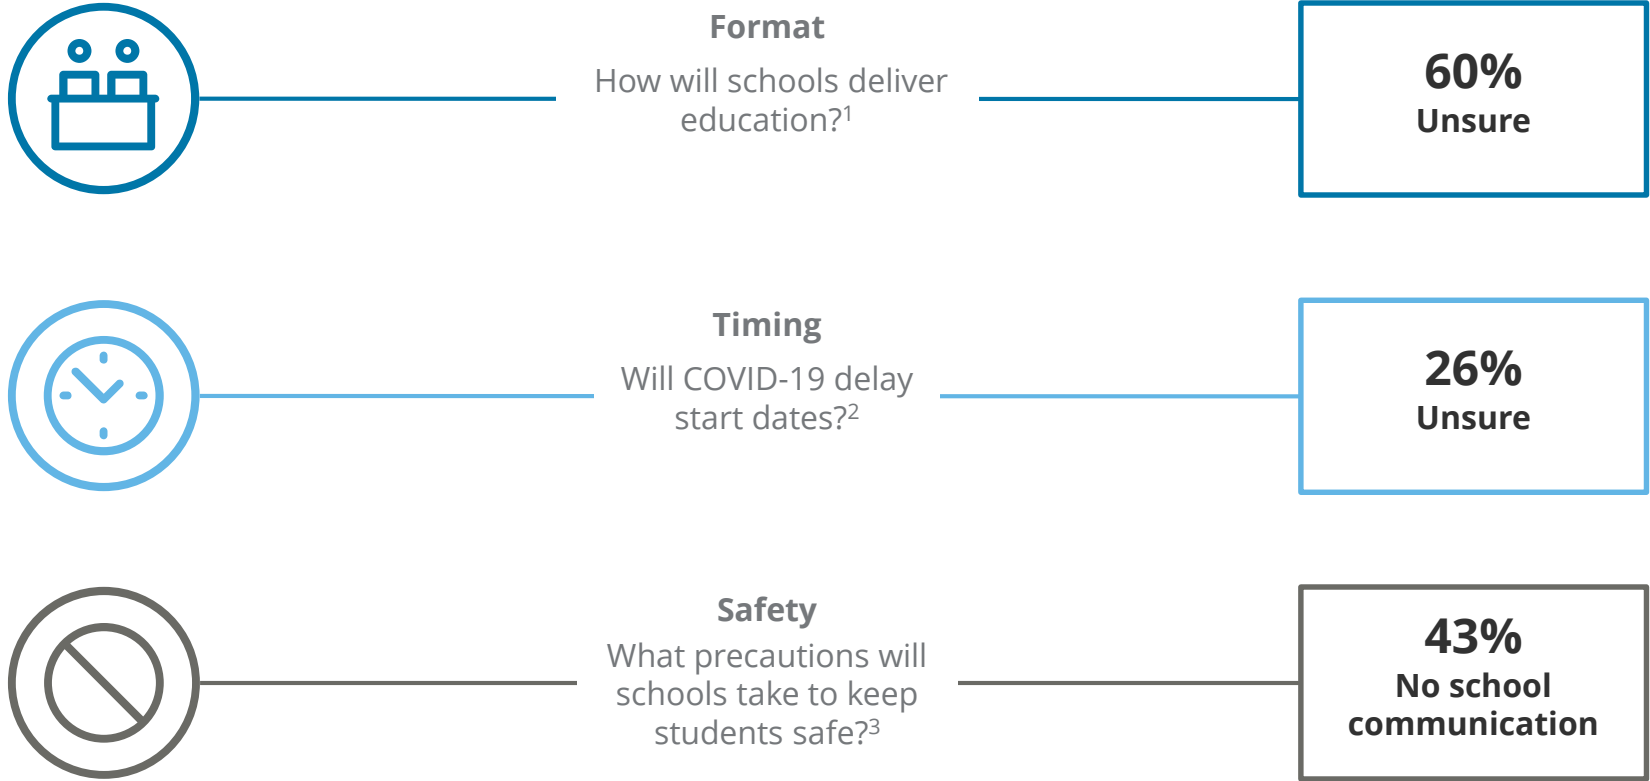 Format
How will schools deliver
education?1
60%
Unsure
Timing
Will COVID-19 delay
start dates?2
26%
Unsure
Safety
What precautions will
schools take to keep
students safe?3
43%
No school
communication